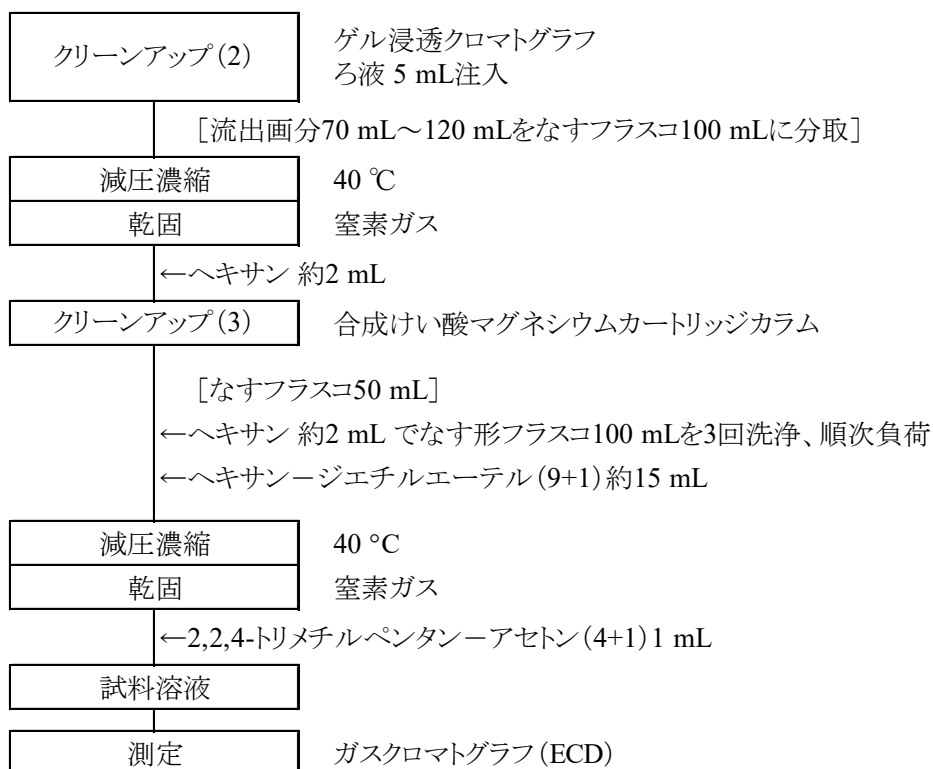 クリーンアップ(2)
ゲル浸透クロマトグラフ
ろ液 5 mL注入
[流出画分70 mL～120 mLをなすフラスコ100 mLに分取]
減圧濃縮 40 ℃
乾固 窒素ガス
←ヘキサン 約2 mL
クリーンアップ(3) 合成けい酸マグネシウムカートリッジカラム
[なすフラスコ50 mL]
←ヘキサン 約2 mL でなす形フラスコ100 mLを3回洗浄、順次負荷
←ヘキサン－ジエチルエーテル(9+1)約15 mL
減圧濃縮 40 °C
乾固 窒素ガス
←2,2,4-トリメチルペンタン－アセトン(4+1)1 mL
試料溶液
測定 ガスクロマトグラフ(ECD)